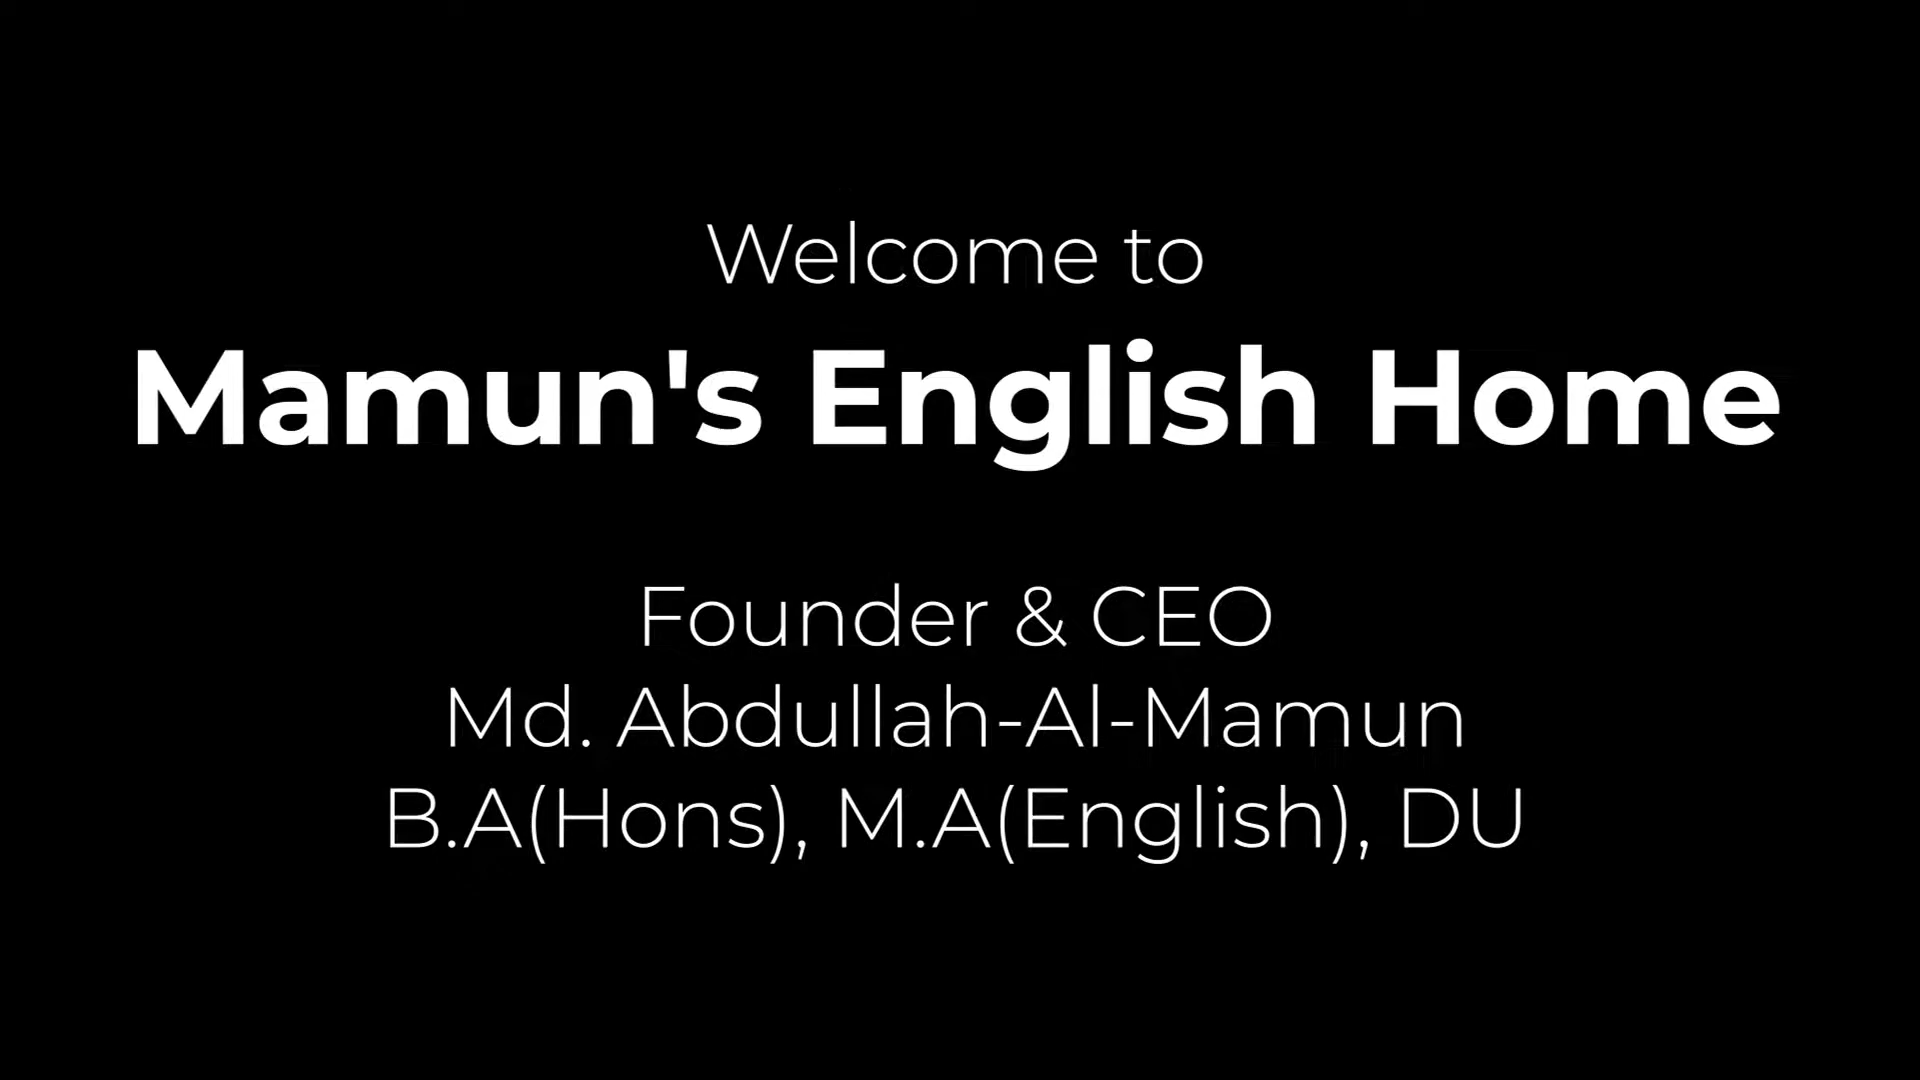 Welcome to
Mamun's English Home
Founder & CEO
Md. Abdullah-Al-Mamun
B.A(Hons), M.A(English), DU